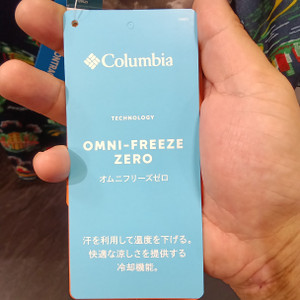 Columbia
TECHNOLOGY
OMNI-FREEZE
ZERO
オムニフリーズゼロ
汗を利用して温度を下げる。
快適な涼しさを提供する
冷却機能。